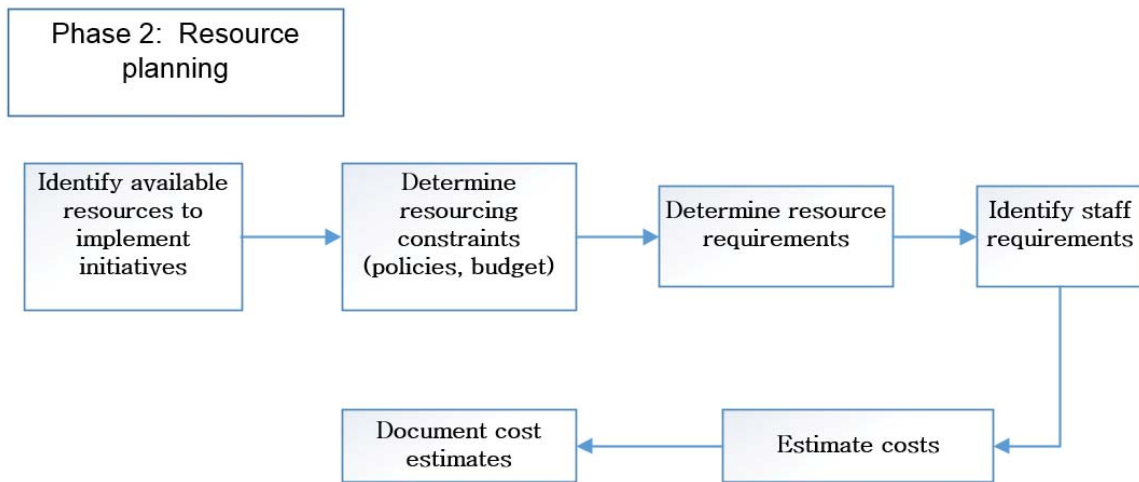 Phase 2: Resource
planning
Identify available
resources to
implement
initiatives
Determine
resourcing
constraints
(policies, budget)
Determine resource
requirements
Identify staff
requirements
Estimate costs
Document cost
estimates